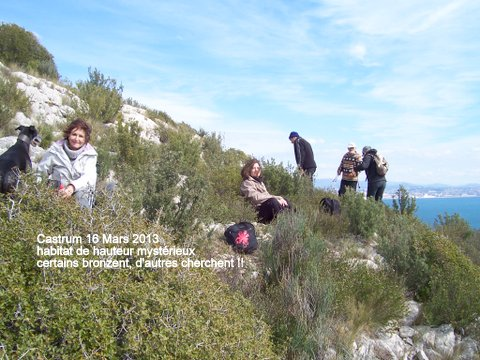 Castrum 16 Mars 2013
habitat de hauteur mystérieux
certains bronzent, d'autres cherchent !!